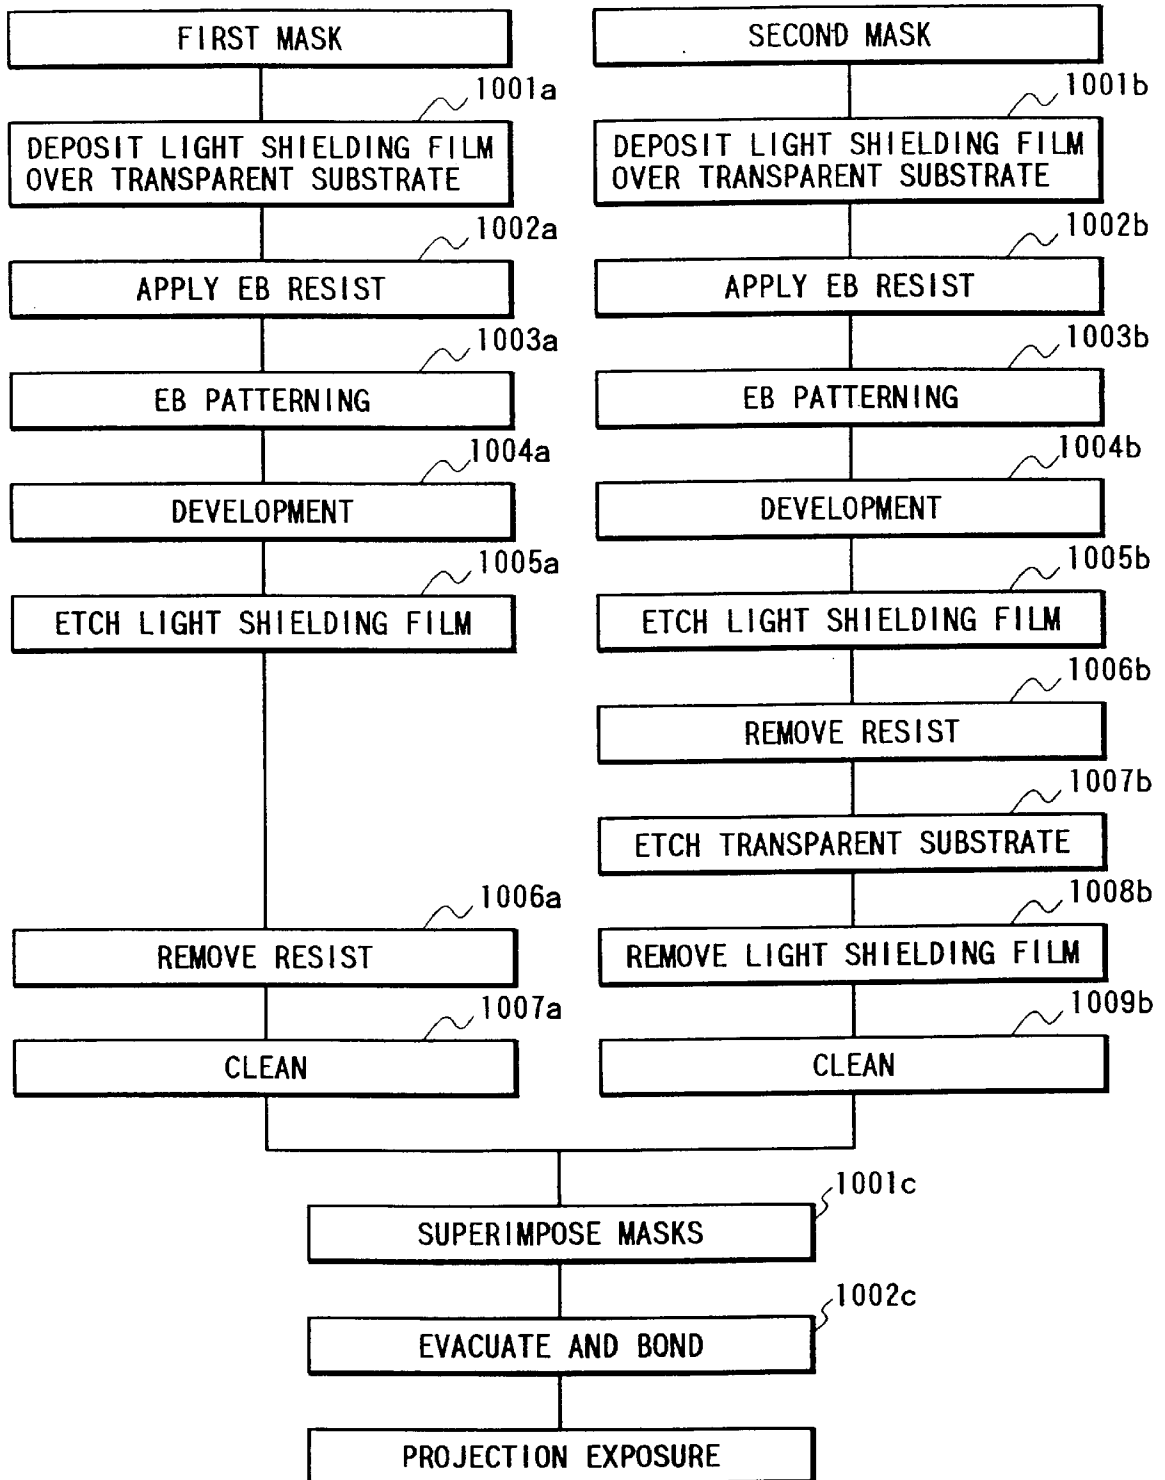 FIRST MASK
1001a
DEPOSIT LIGHT SHIELDING FILM
OVER TRANSPARENT SUBSTRATE
1002a
APPLY EB RESIST
1003a
EB PATTERNING
1004a
DEVELOPMENT
1005a
ETCH LIGHT SHIELDING FILM
1006a
REMOVE RESIST
1007a
CLEAN
SECOND MASK
1001b
DEPOSIT LIGHT SHIELDING FILM
OVER TRANSPARENT SUBSTRATE
1002b
APPLY EB RESIST
1003b
EB PATTERNING
1004b
DEVELOPMENT
1005b
ETCH LIGHT SHIELDING FILM
1006b
REMOVE RESIST
1007b
ETCH TRANSPARENT SUBSTRATE
1008b
REMOVE LIGHT SHIELDING FILM
1009b
CLEAN
1001c
SUPERIMPOSE MASKS
1002c
EVACUATE AND BOND
PROJECTION EXPOSURE